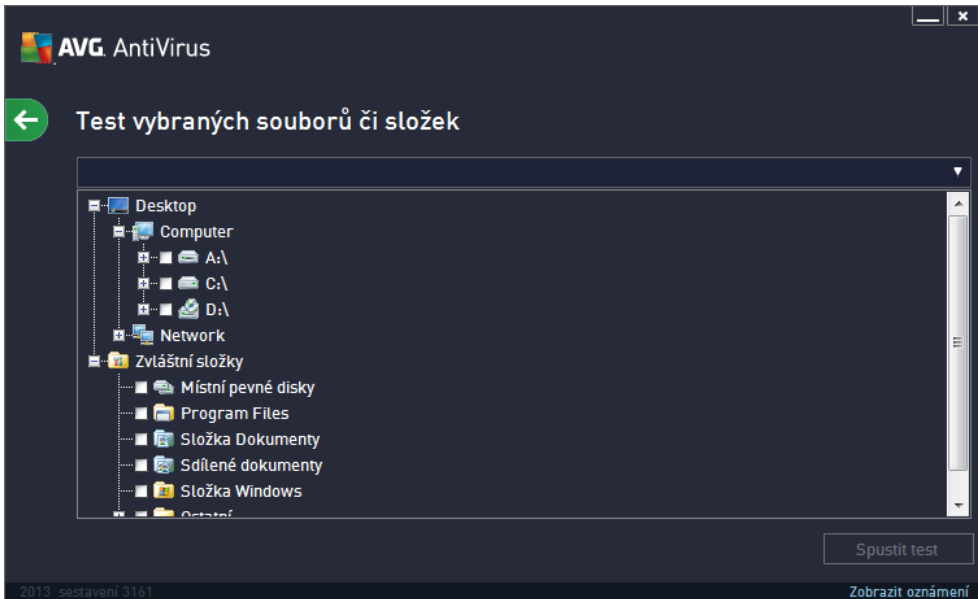 AVG. AntiVirus
Test vybraných souborů či složek
Desktop
Computer
A:\
C:\
D:\
Network
Zvláštní složky
Místní pevné disky
Program Files
Složka Dokumenty
Sdílené dokumenty
Složka Windows
Ostatní
Spustit test
2013 sestavení 3161
Zobrazit oznámení